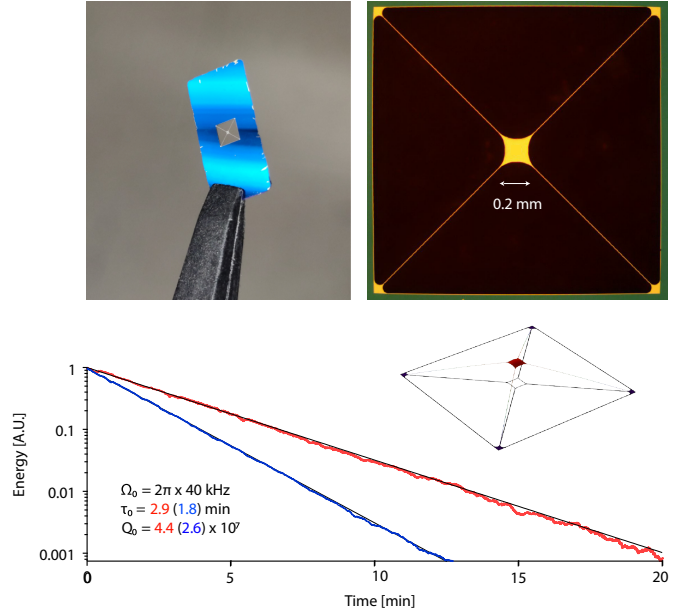 0.2 mm
1
0.1
0.01
0.001
Energy [A.U.]
Ω₀ = 2π x 40 kHz
τ₀ = 2.9 (1.8) min
Q₀ = 4.4 (2.6) x 10⁷
0 5 10 15 20
Time [min]